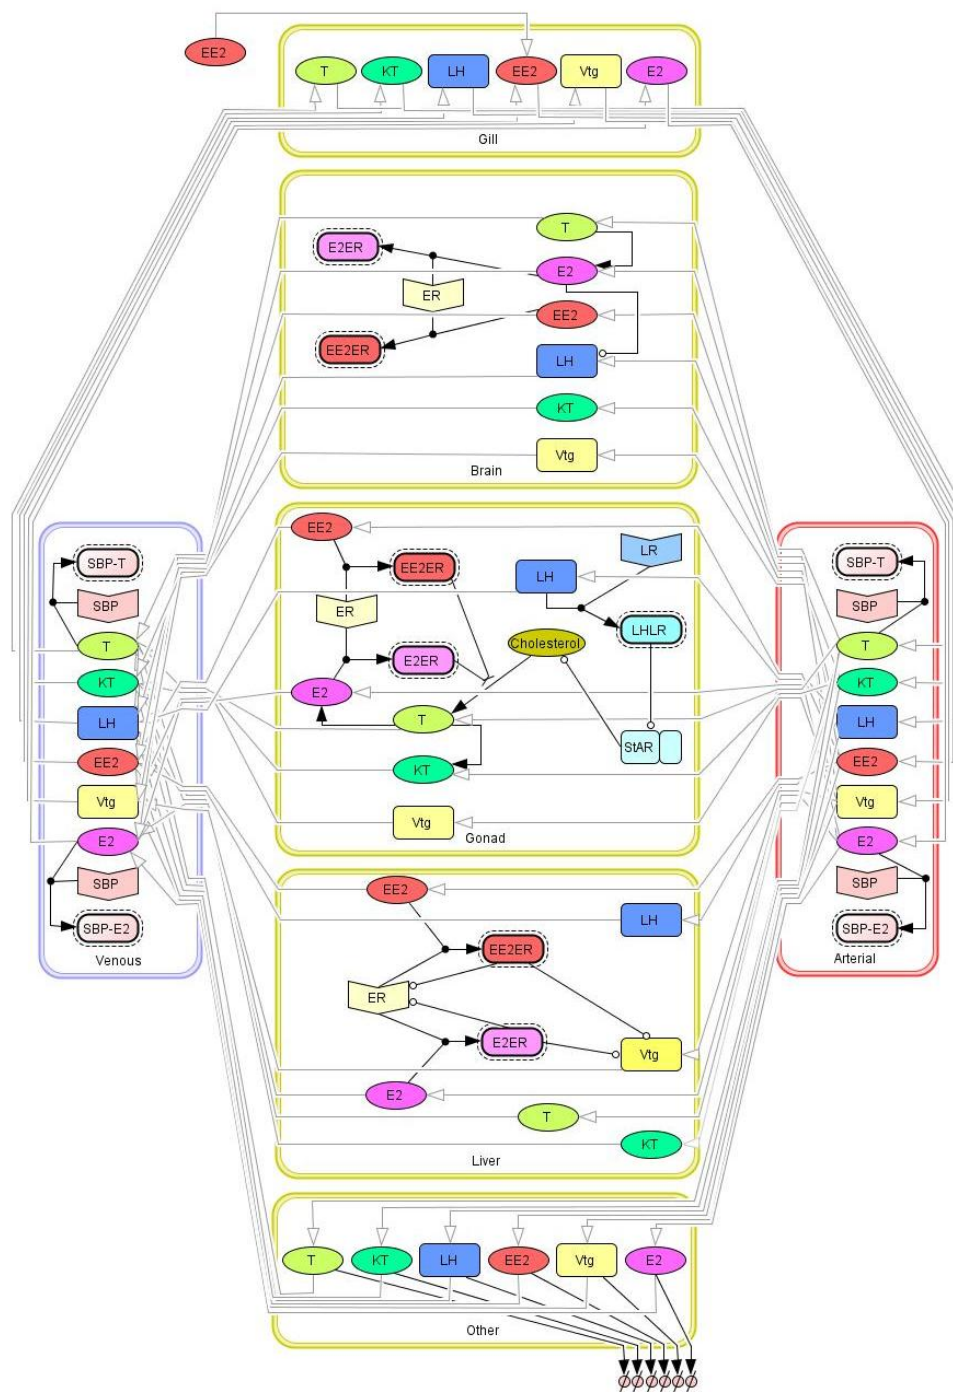 EE2
T KT LH EE2 Vtg E2
Gill
T
E2ER
E2
ER
EE2
EE2ER
LH
KT
Vtg
Brain
EE2
LR
EE2ER
LH
ER
LHLR
Cholesterol
E2ER
E2
T
StAR
KT
Vtg
Gonad
SBP-T
SBP
T
KT
LH
EE2
Vtg
E2
SBP
SBP-E2
Venous
SBP-T
SBP
T
KT
LH
EE2
Vtg
E2
SBP
SBP-E2
Arterial
EE2
LH
EE2ER
ER
E2ER
Vtg
E2
T
KT
Liver
T KT LH EE2 Vtg E2
Other